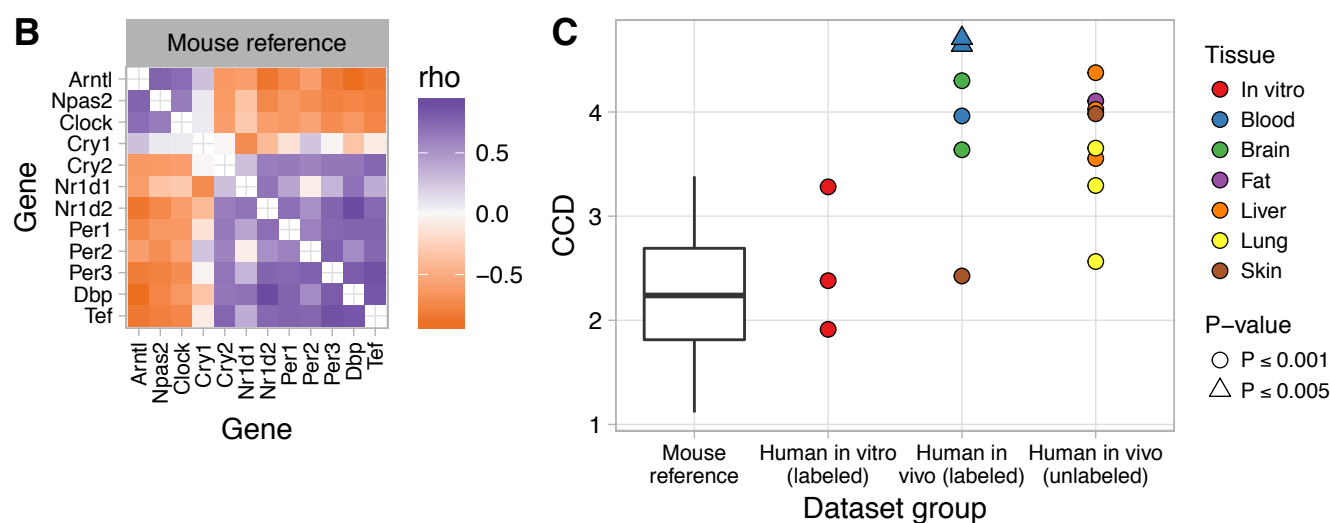 B
Mouse reference
Arntl
Npas2
Clock
Cry1
Cry2
Nr1d1
Nr1d2
Per1
Per2
Per3
Dbp
Tef
Gene
Arntl
Npas2
Clock
Cry1
Cry2
Nr1d1
Nr1d2
Per1
Per2
Per3
Dbp
Tef
Gene
rho
0.5
0.0
−0.5
C
CCD
4
3
2
1
Mouse
reference
Human in vitro
(labeled)
Human in
vivo (labeled)
Human in vivo
(unlabeled)
Dataset group
Tissue
In vitro
Blood
Brain
Fat
Liver
Lung
Skin
P−value
P ≤ 0.001
P ≤ 0.005